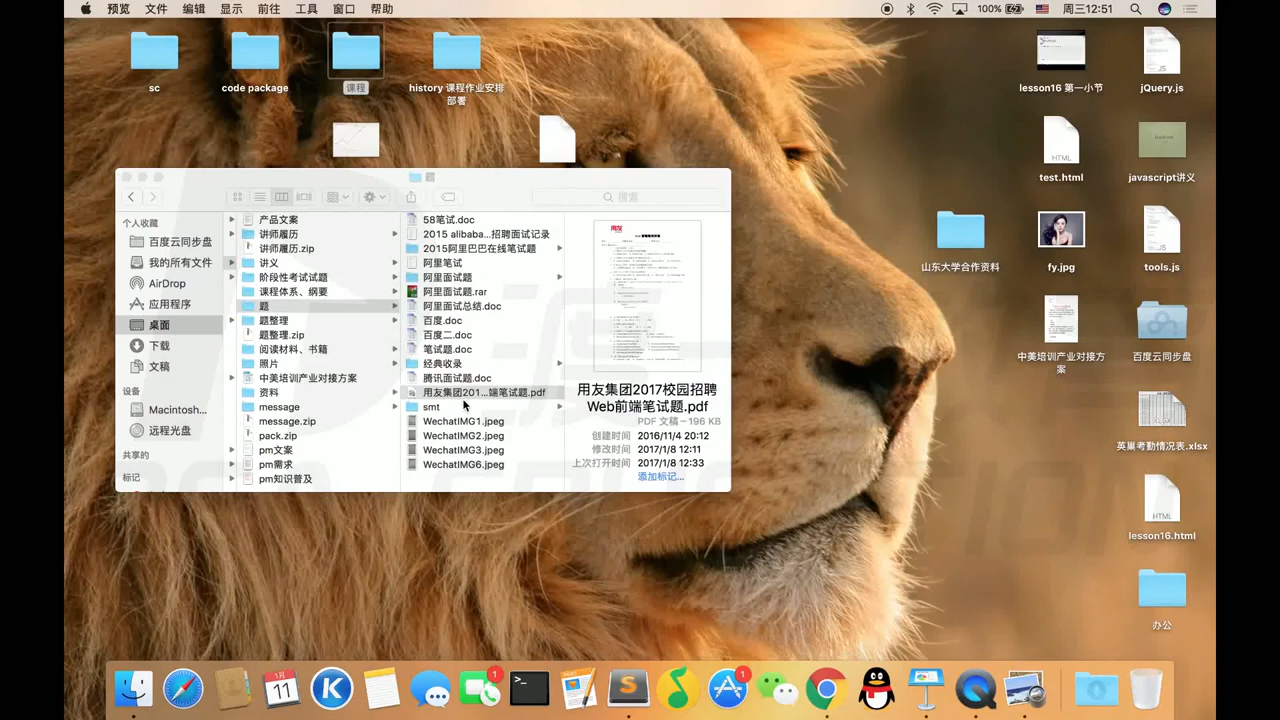 预览 文件 编辑 显示 前往 工具 窗口 帮助
100% 周三12:51
sc
code package
课程
history 课程作业安排
部署
lesson16 第一小节
jQuery.js
JS
HTML
test.html
javascript讲义
山东大学合作资料
fy.jpg
tools.js
中美培训产业对接方
案
百度云同步盘
英巢考勤情况表.xlsx
HTML
lesson16.html
办公
题
搜索
个人收藏
百度云同步盘
我的所有文件
AirDrop
应用程序
桌面
下载
文稿
设备
Macintosh...
远程光盘
共享的
标记
产品文案
讲师履历
讲师履历.zip
讲义
阶段性考试试题
课程体系、纲要
题
题整理
题整理.zip
阅读材料、书籍
照片
中美培训产业对接方案
资料
message
message.zip
pack.zip
pm文案
pm需求
pm知识普及
58笔试.doc
2015 alibaba...招聘面试记录
2015阿里巴巴在线笔试题
阿里笔试
阿里面试题
阿里面试题.rar
阿里面试总结.doc
百度.doc
百度二.doc
笔试题.doc
经典收录
腾讯面试题.doc
用友集团201...端笔试题.pdf
smt
WechatIMG1.jpeg
WechatIMG2.jpeg
WechatIMG3.jpeg
WechatIMG6.jpeg
用友
用友集团2017校园招聘
Web前端笔试题.pdf
PDF 文稿 – 196 KB
创建时间 2016/11/4 20:12
修改时间 2017/1/8 12:11
上次打开时间 2017/1/8 12:33
添加标记...
1月
11
1
1